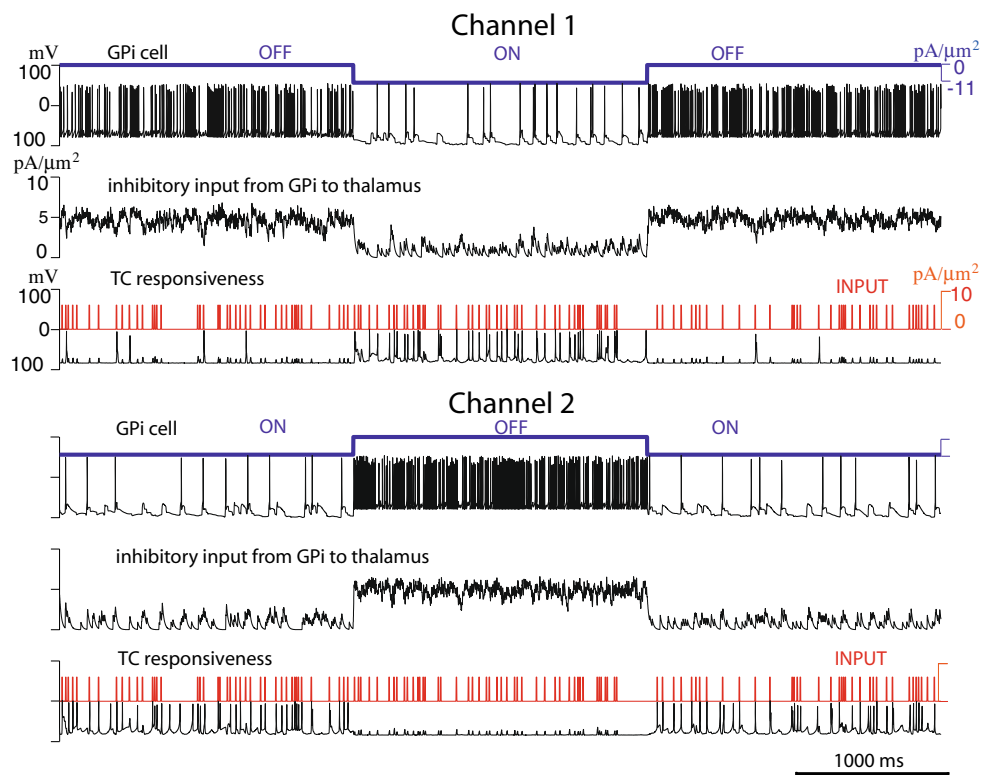 Channel 1
mV GPi cell OFF ON OFF pA/μm²
100 0
0 -11
100
pA/μm²
10 inhibitory input from GPi to thalamus
5
0
mV TC responsiveness INPUT pA/μm²
100 10
0 0
100
Channel 2
GPi cell ON OFF ON
inhibitory input from GPi to thalamus
TC responsiveness INPUT
1000 ms